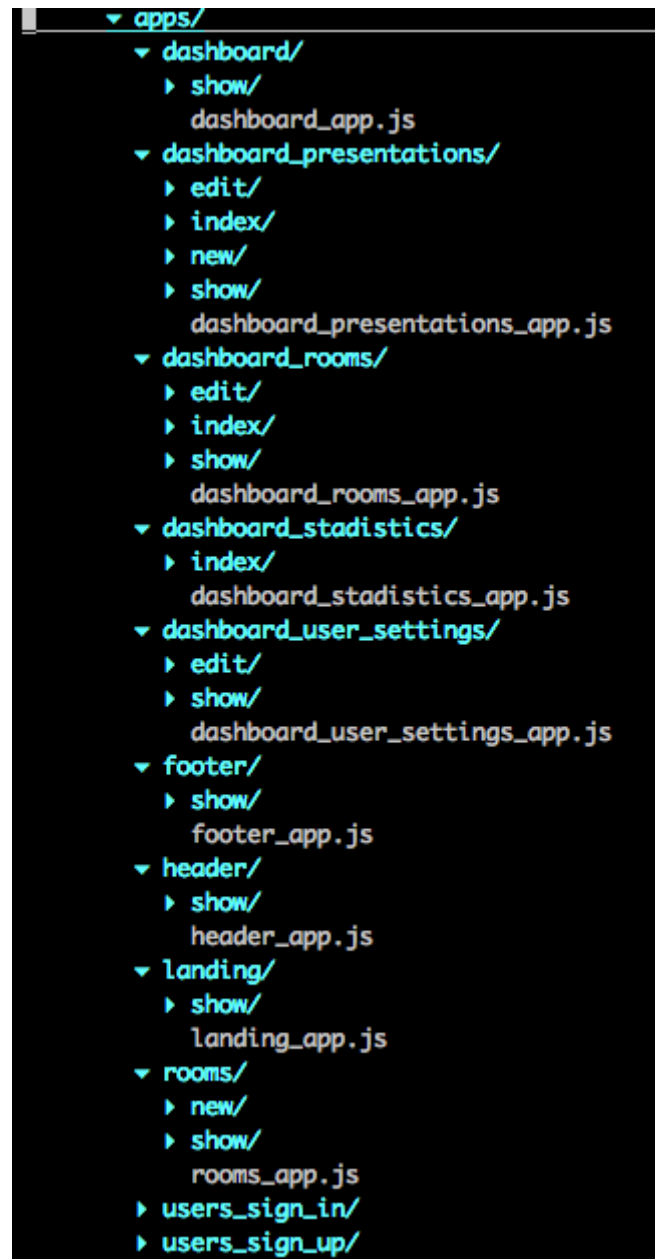 ▾ apps/
▾ dashboard/
▸ show/
dashboard_app.js
▾ dashboard_presentations/
▸ edit/
▸ index/
▸ new/
▸ show/
dashboard_presentations_app.js
▾ dashboard_rooms/
▸ edit/
▸ index/
▸ show/
dashboard_rooms_app.js
▾ dashboard_stadistics/
▸ index/
dashboard_stadistics_app.js
▾ dashboard_user_settings/
▸ edit/
▸ show/
dashboard_user_settings_app.js
▾ footer/
▸ show/
footer_app.js
▾ header/
▸ show/
header_app.js
▾ landing/
▸ show/
landing_app.js
▾ rooms/
▸ new/
▸ show/
rooms_app.js
▸ users_sign_in/
▸ users_sign_up/